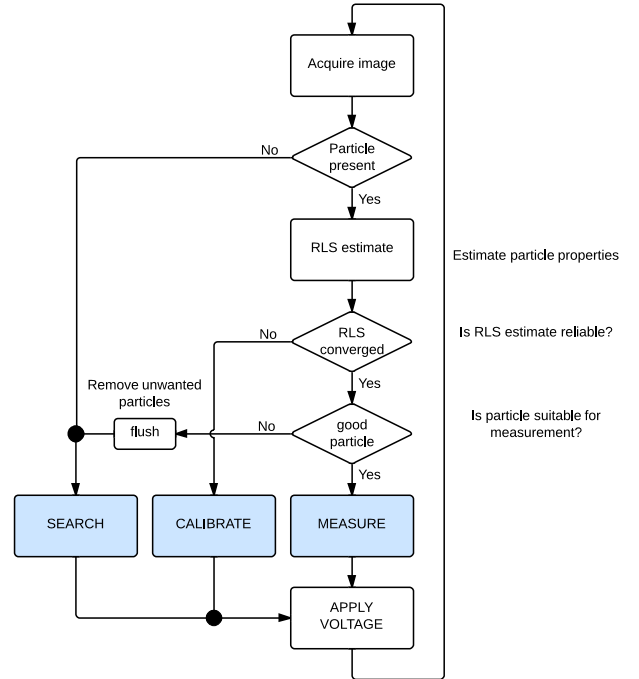 Acquire image
No
Particle
present
Yes
RLS estimate
Estimate particle properties
No
RLS
converged
Is RLS estimate reliable?
Yes
Remove unwanted
particles
flush
No
good
particle
Is particle suitable for
measurement?
Yes
SEARCH
CALIBRATE
MEASURE
APPLY
VOLTAGE